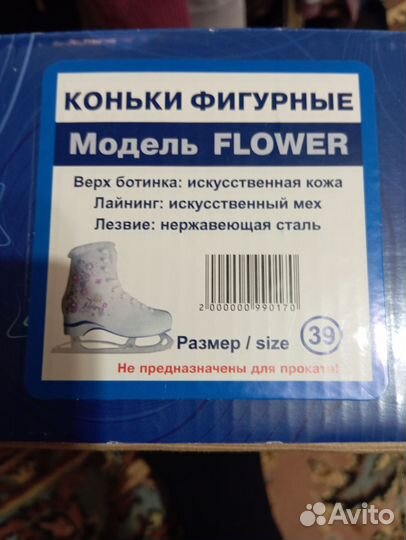 КОНЬКИ ФИГУРНЫЕ
Модель FLOWER
Верх ботинка: искусственная кожа
Лайнинг: искусственный мех
Лезвие: нержавеющая сталь
2 000000 990170
Размер / size 39
Не предназначены для проката!
Avito